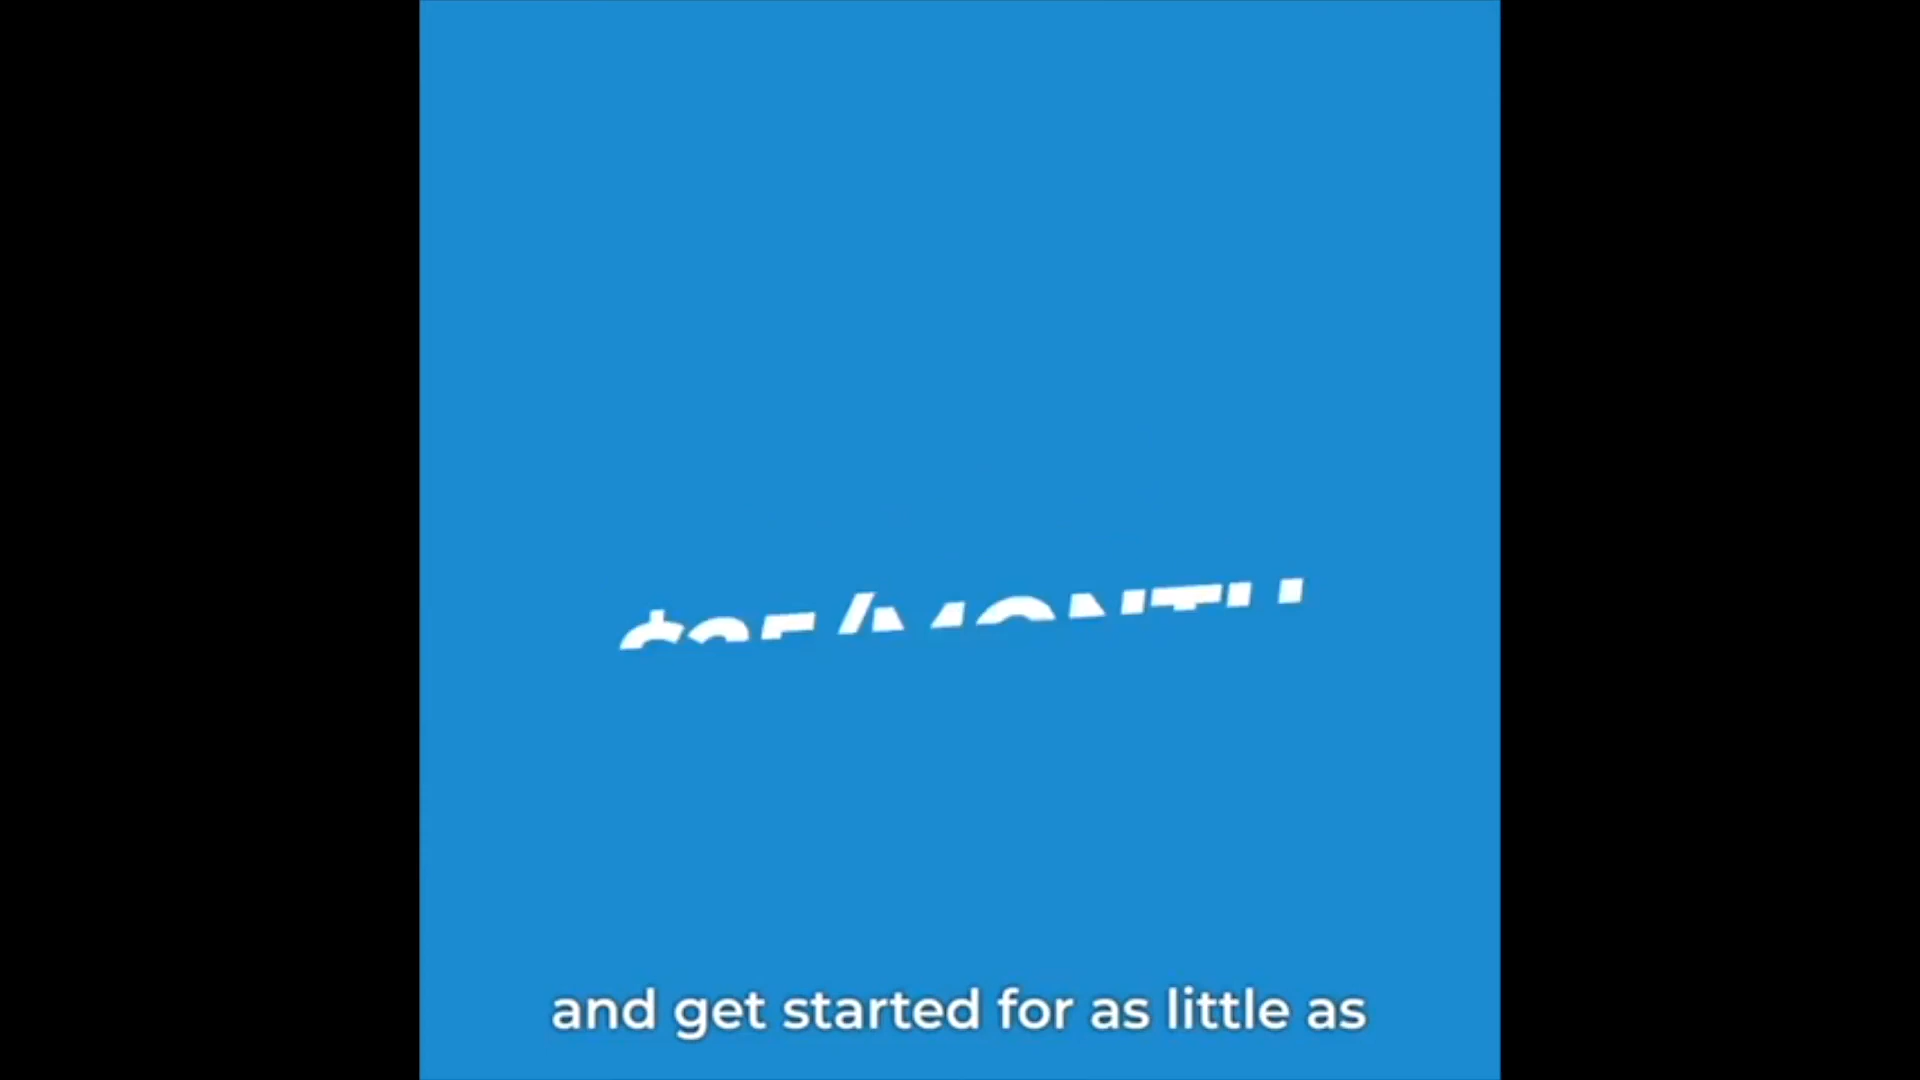 and get started for as little as